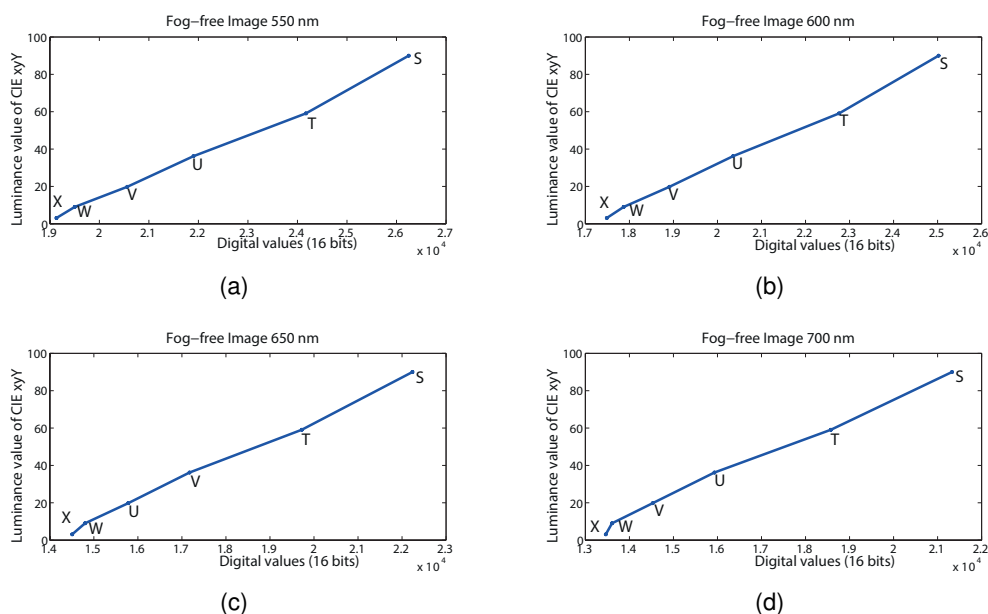 Fog−free Image 550 nm
Luminance value of CIE xyY
100
80
60
40
20
0
S
T
U
V
W
X
1.9 2 2.1 2.2 2.3 2.4 2.5 2.6 2.7
Digital values (16 bits)
x 10^4
(a)
Fog−free Image 600 nm
Luminance value of CIE xyY
100
80
60
40
20
0
S
T
U
V
W
X
1.7 1.8 1.9 2 2.1 2.2 2.3 2.4 2.5 2.6
Digital values (16 bits)
x 10^4
(b)
Fog−free Image 650 nm
Luminance value of CIE xyY
100
80
60
40
20
0
S
T
V
U
W
X
1.4 1.5 1.6 1.7 1.8 1.9 2 2.1 2.2 2.3
Digital values (16 bits)
x 10^4
(c)
Fog−free Image 700 nm
Luminance value of CIE xyY
100
80
60
40
20
0
S
T
U
V
W
X
1.3 1.4 1.5 1.6 1.7 1.8 1.9 2 2.1 2.2
Digital values (16 bits)
x 10^4
(d)